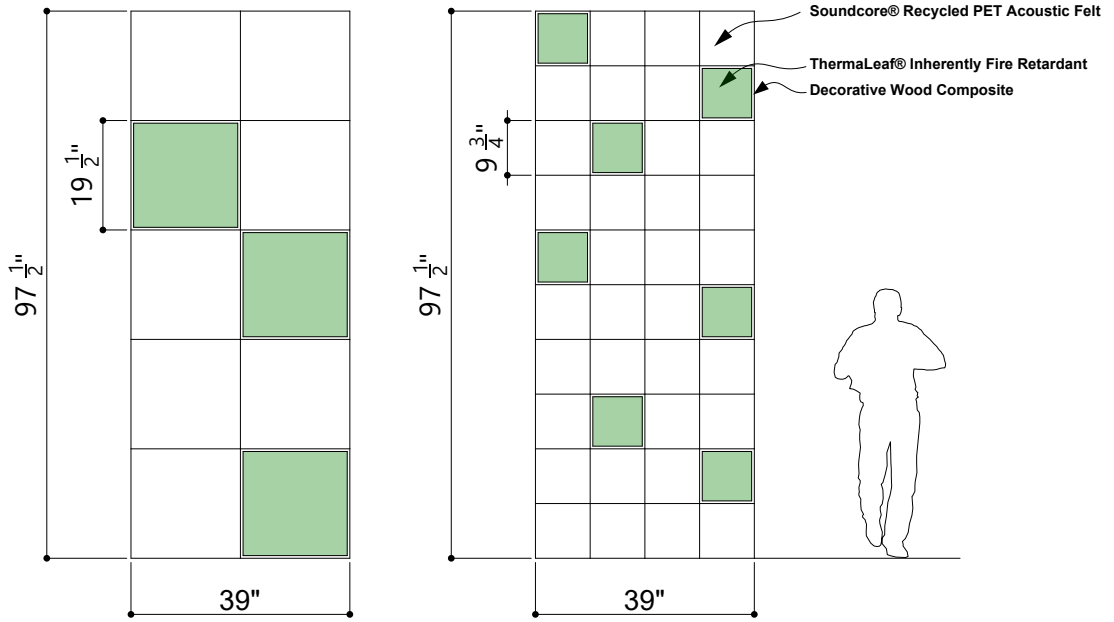 Soundcore® Recycled PET Acoustic Felt
ThermaLeaf® Inherently Fire Retardant
Decorative Wood Composite
19 1/2"
97 1/2"
39"
9 3/4"
97 1/2"
39"